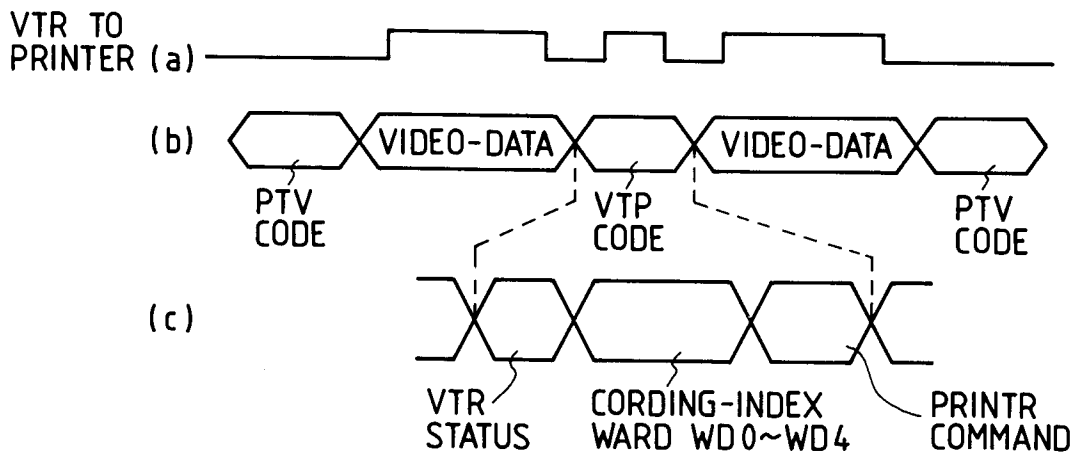 VTR TO
PRINTER (a)
(b)
VIDEO-DATA
VIDEO-DATA
PTV
CODE
VTP
CODE
PTV
CODE
(c)
VTR
STATUS
CORDING-INDEX
WARD WD0~WD4
PRINTR
COMMAND